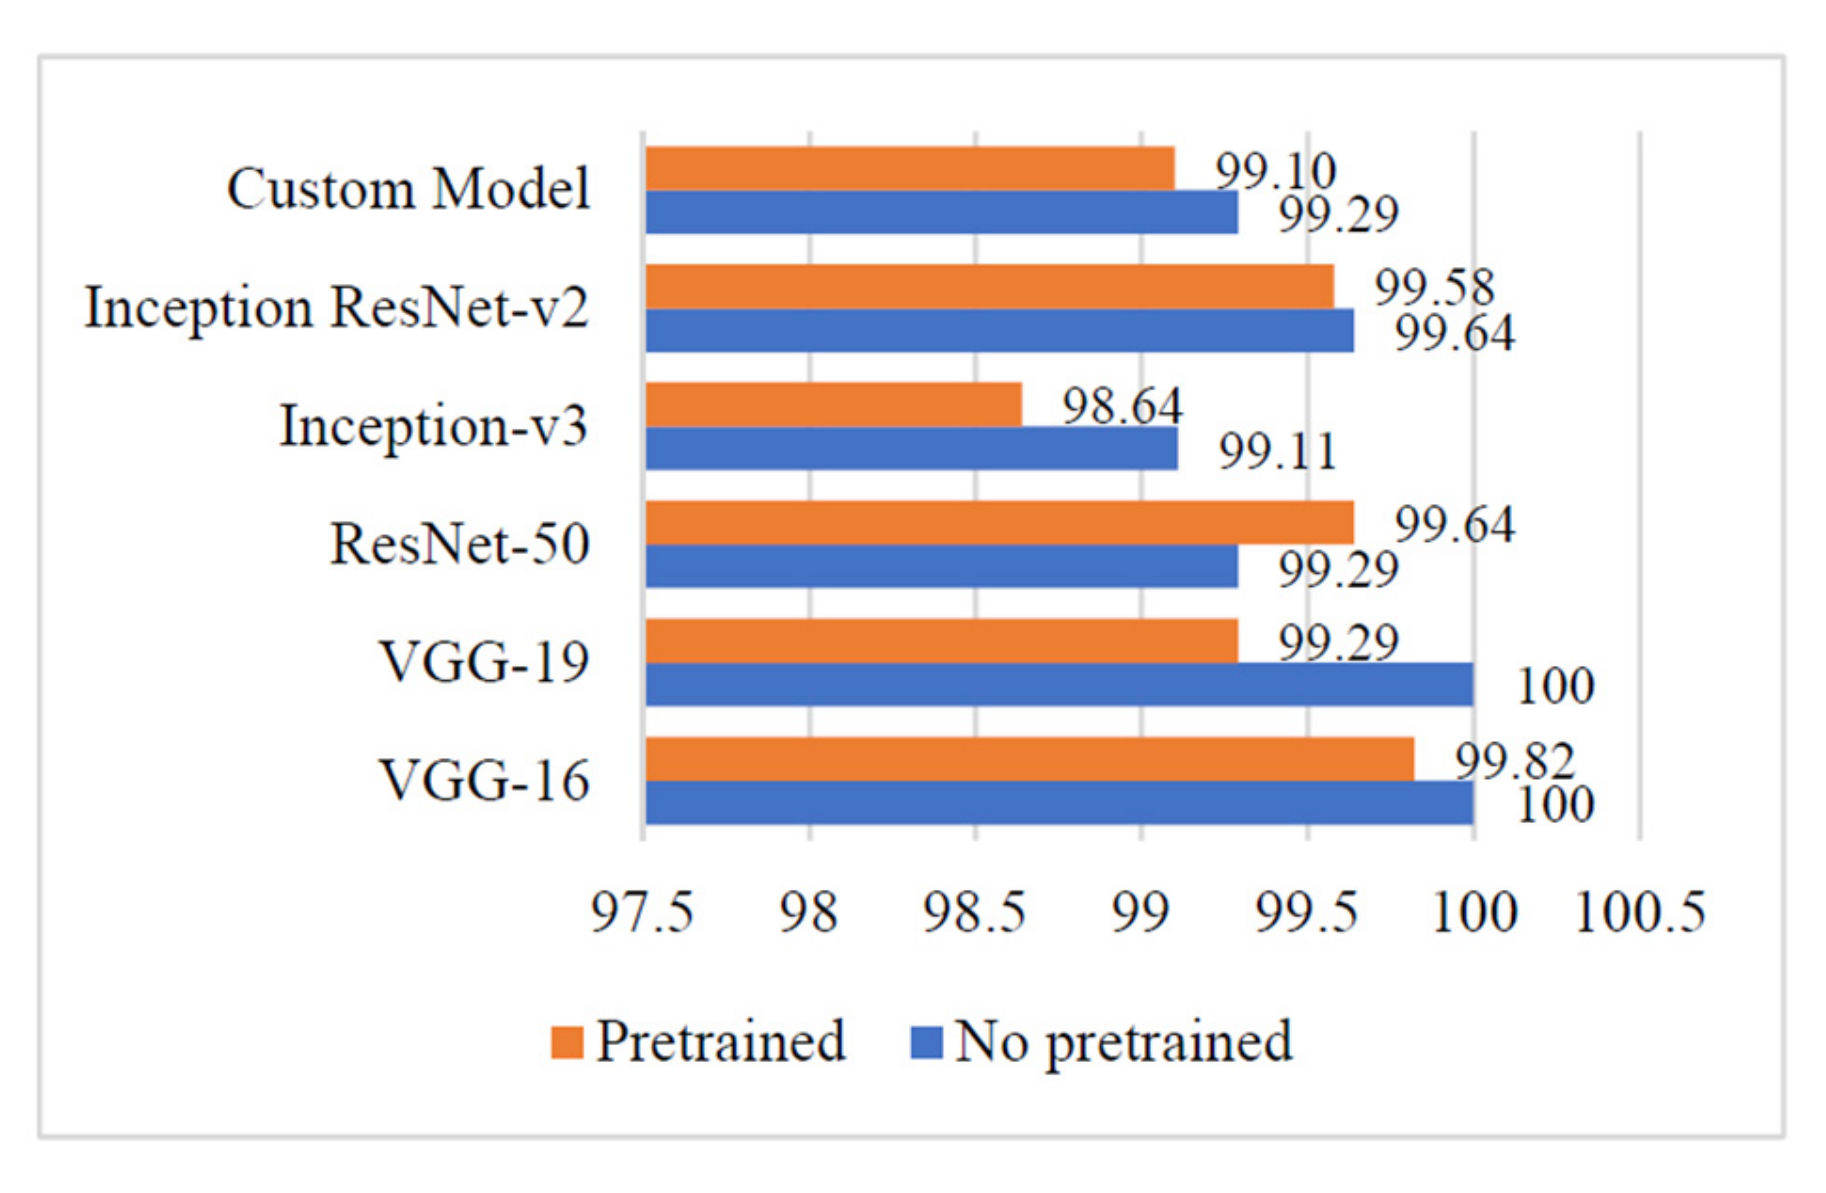 Custom Model
99.10
99.29
Inception ResNet-v2
99.58
99.64
Inception-v3
98.64
99.11
ResNet-50
99.64
99.29
VGG-19
99.29
100
VGG-16
99.82
100
97.5 98 98.5 99 99.5 100 100.5
Pretrained No pretrained